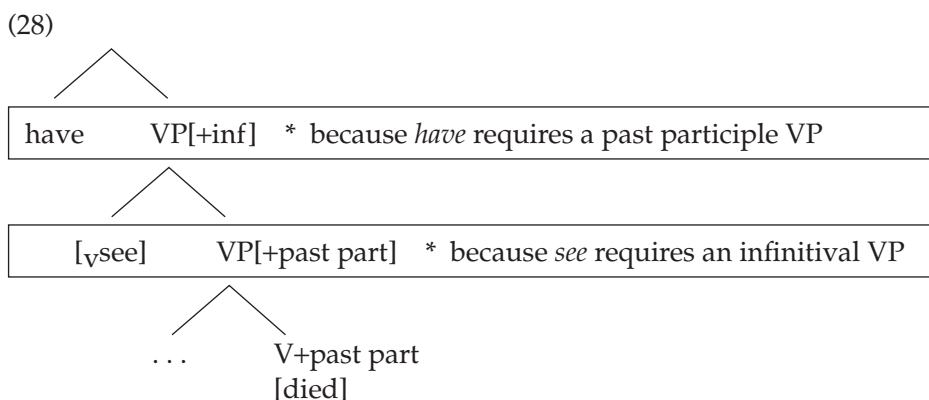 (28)
have VP[+inf] * because have requires a past participle VP
[Vsee] VP[+past part] * because see requires an infinitival VP
. . . V+past part
[died]